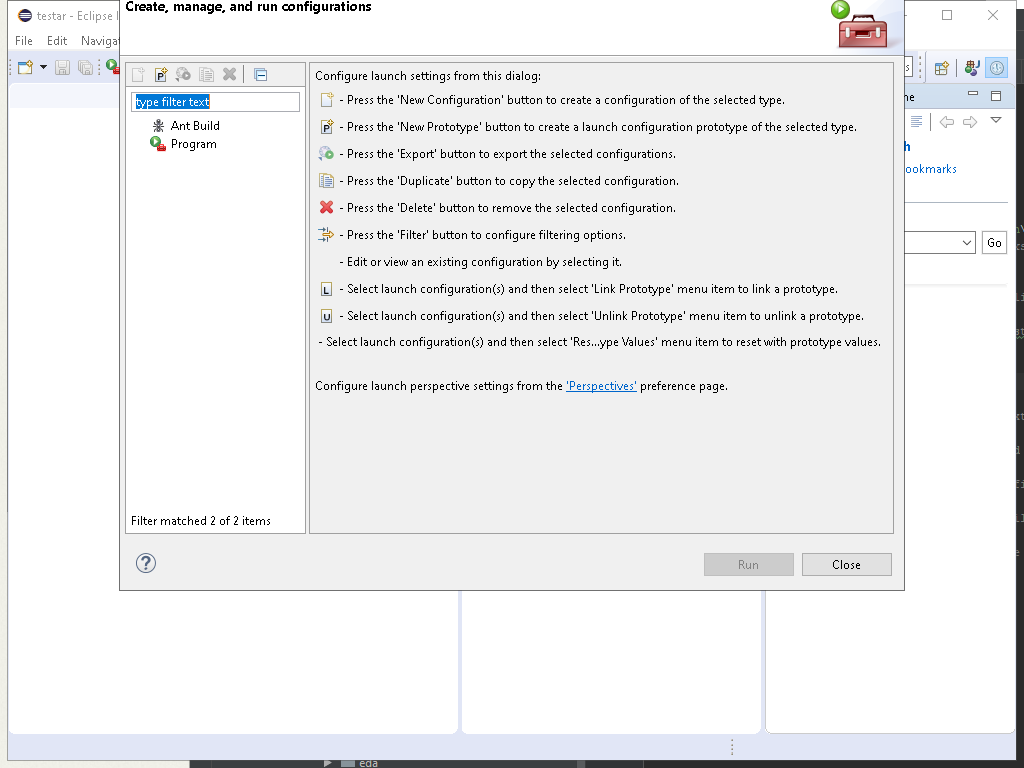 Create, manage, and run configurations
testar - Eclipse
File Edit Naviga
type filter text
Ant Build
Program
Filter matched 2 of 2 items
Configure launch settings from this dialog:
- Press the 'New Configuration' button to create a configuration of the selected type.
- Press the 'New Prototype' button to create a launch configuration prototype of the selected type.
- Press the 'Export' button to export the selected configurations.
- Press the 'Duplicate' button to copy the selected configuration.
- Press the 'Delete' button to remove the selected configuration.
- Press the 'Filter' button to configure filtering options.
- Edit or view an existing configuration by selecting it.
L - Select launch configuration(s) and then select 'Link Prototype' menu item to link a prototype.
U - Select launch configuration(s) and then select 'Unlink Prototype' menu item to unlink a prototype.
- Select launch configuration(s) and then select 'Res...ype Values' menu item to reset with prototype values.
Configure launch perspective settings from the 'Perspectives' preference page.
Run
Close
ookmarks
Go
eda